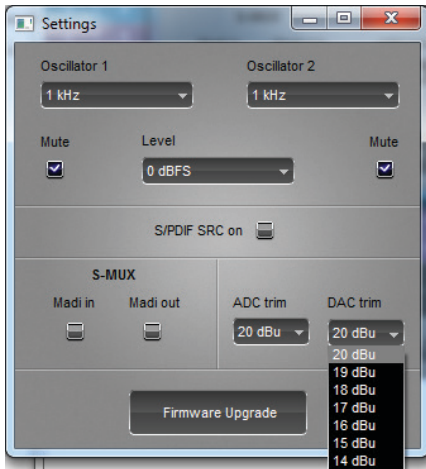 Settings
Oscillator 1 Oscillator 2
1 kHz 1 kHz
Mute Level Mute
0 dBFS
S/PDIF SRC on
S-MUX
Madi in Madi out ADC trim DAC trim
20 dBu 20 dBu
20 dBu
19 dBu
18 dBu
17 dBu
16 dBu
15 dBu
14 dBu
Firmware Upgrade